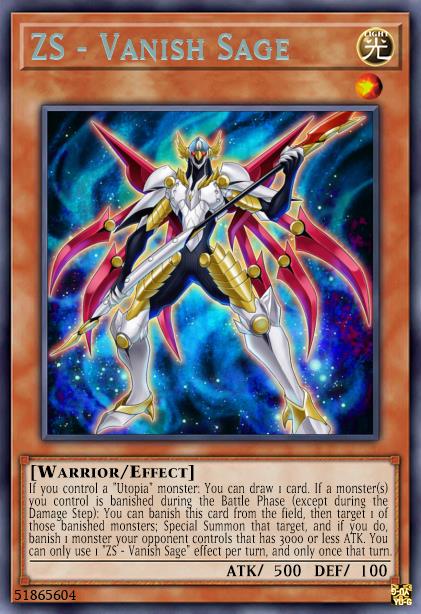 ZS - Vanish Sage
LIGHT
光
[Warrior/Effect]
If you control a "Utopia" monster: You can draw 1 card. If a monster(s)
you control is banished during the Battle Phase (except during the
Damage Step): You can banish this card from the field, then target 1 of
those banished monsters; Special Summon that target, and if you do,
banish 1 monster your opponent controls that has 3000 or less ATK. You
can only use 1 "ZS - Vanish Sage" effect per turn, and only once that turn.
ATK/ 500 DEF/ 100
51865604